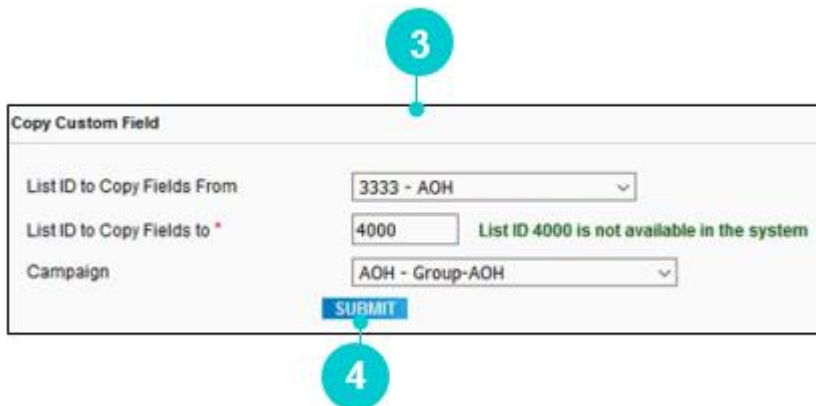 3
Copy Custom Field
List ID to Copy Fields From 3333 - AOH
List ID to Copy Fields to * 4000 List ID 4000 is not available in the system
Campaign AOH - Group-AOH
SUBMIT
4